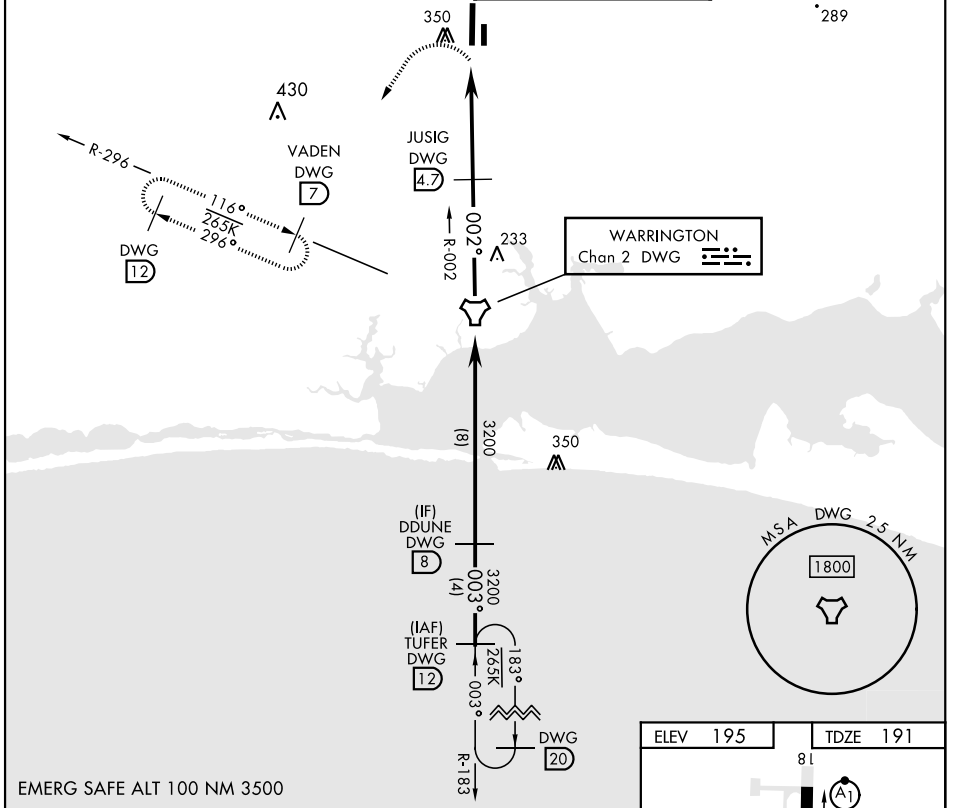 350
289
430
R-296
VADEN
DWG
7
116°
265K
296°
DWG
12
JUSIG
DWG
4.7
002°
R-002
233
WARRINGTON
Chan 2 DWG
3200
(8)
350
(IF)
DDUNE
DWG
8
3200
003°
(4)
(IAF)
TUFER
DWG
12
183°
265K
003°
R-183
DWG
20
MSA DWG 25 NM
1800
EMERG SAFE ALT 100 NM 3500
ELEV 195
TDZE 191
18
A1